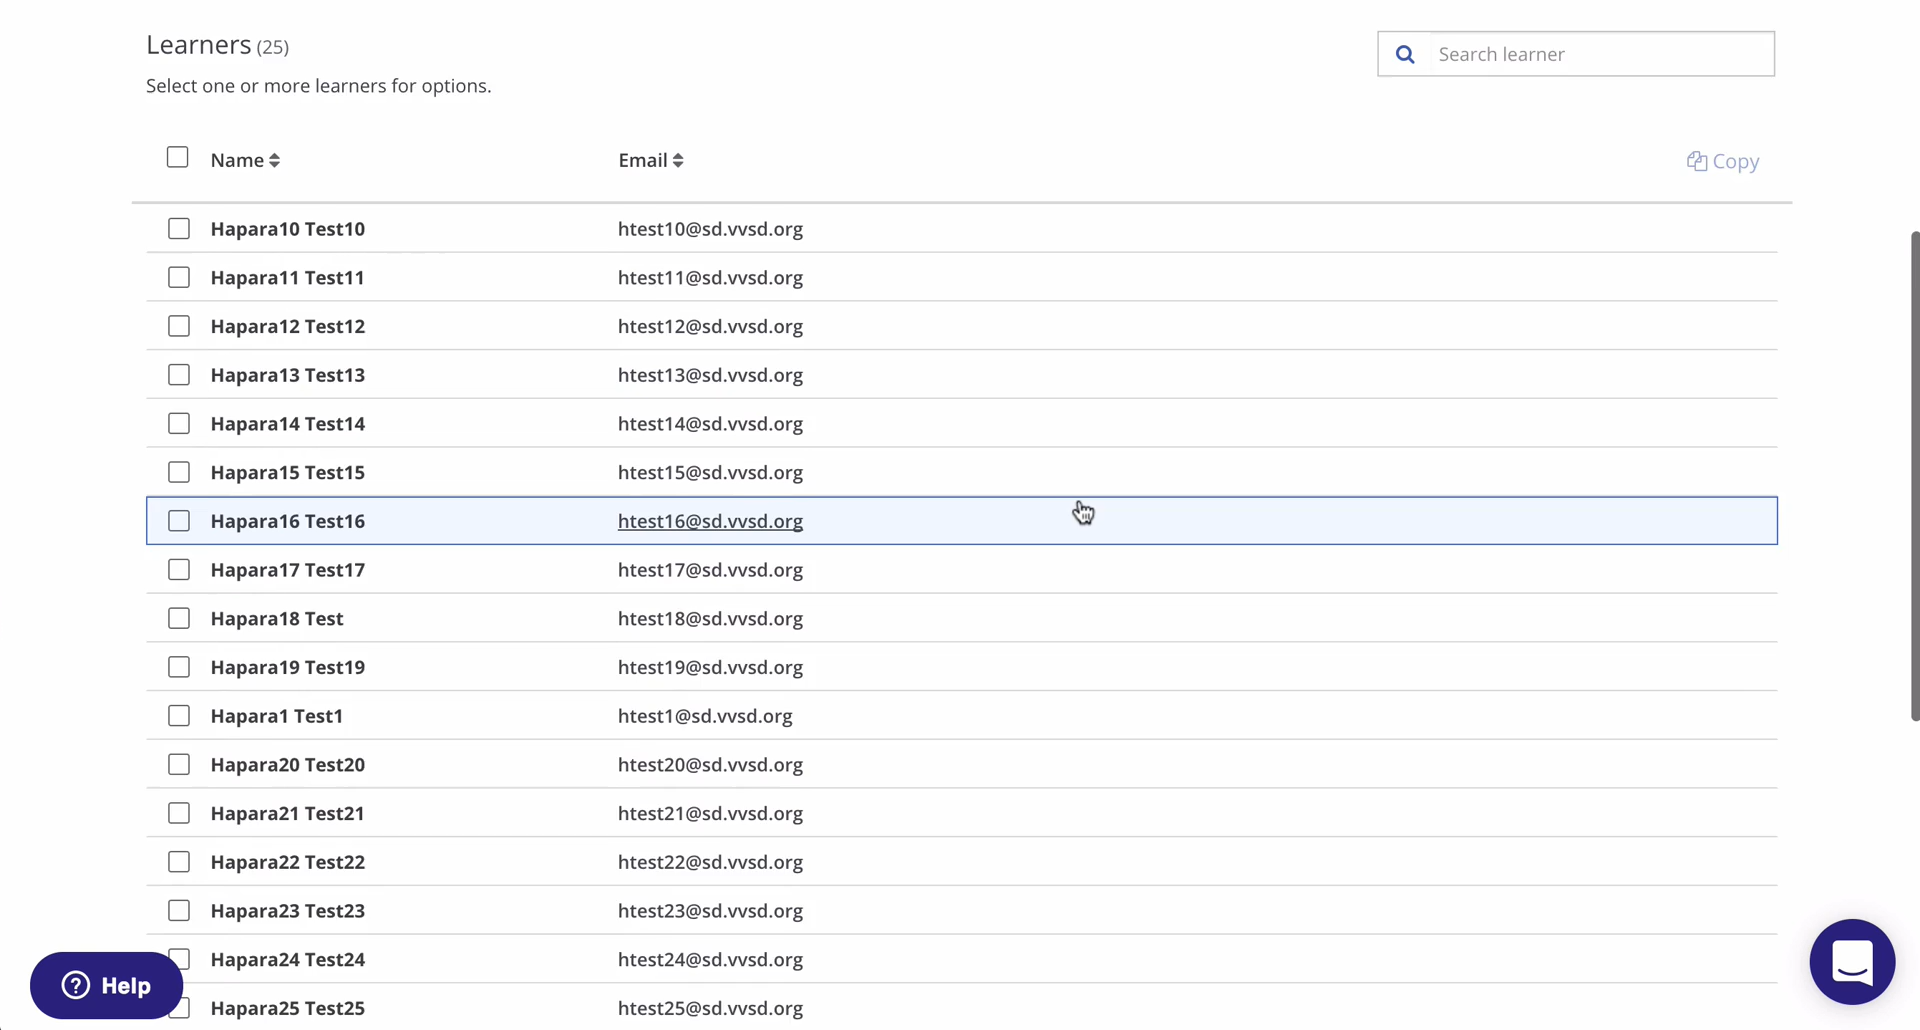 Learners (25)
Search learner
Select one or more learners for options.
Name Email Copy
Hapara10 Test10 htest10@sd.vvsd.org
Hapara11 Test11 htest11@sd.vvsd.org
Hapara12 Test12 htest12@sd.vvsd.org
Hapara13 Test13 htest13@sd.vvsd.org
Hapara14 Test14 htest14@sd.vvsd.org
Hapara15 Test15 htest15@sd.vvsd.org
Hapara16 Test16 htest16@sd.vvsd.org
Hapara17 Test17 htest17@sd.vvsd.org
Hapara18 Test htest18@sd.vvsd.org
Hapara19 Test19 htest19@sd.vvsd.org
Hapara1 Test1 htest1@sd.vvsd.org
Hapara20 Test20 htest20@sd.vvsd.org
Hapara21 Test21 htest21@sd.vvsd.org
Hapara22 Test22 htest22@sd.vvsd.org
Hapara23 Test23 htest23@sd.vvsd.org
Hapara24 Test24 htest24@sd.vvsd.org
? Help
Hapara25 Test25 htest25@sd.vvsd.org